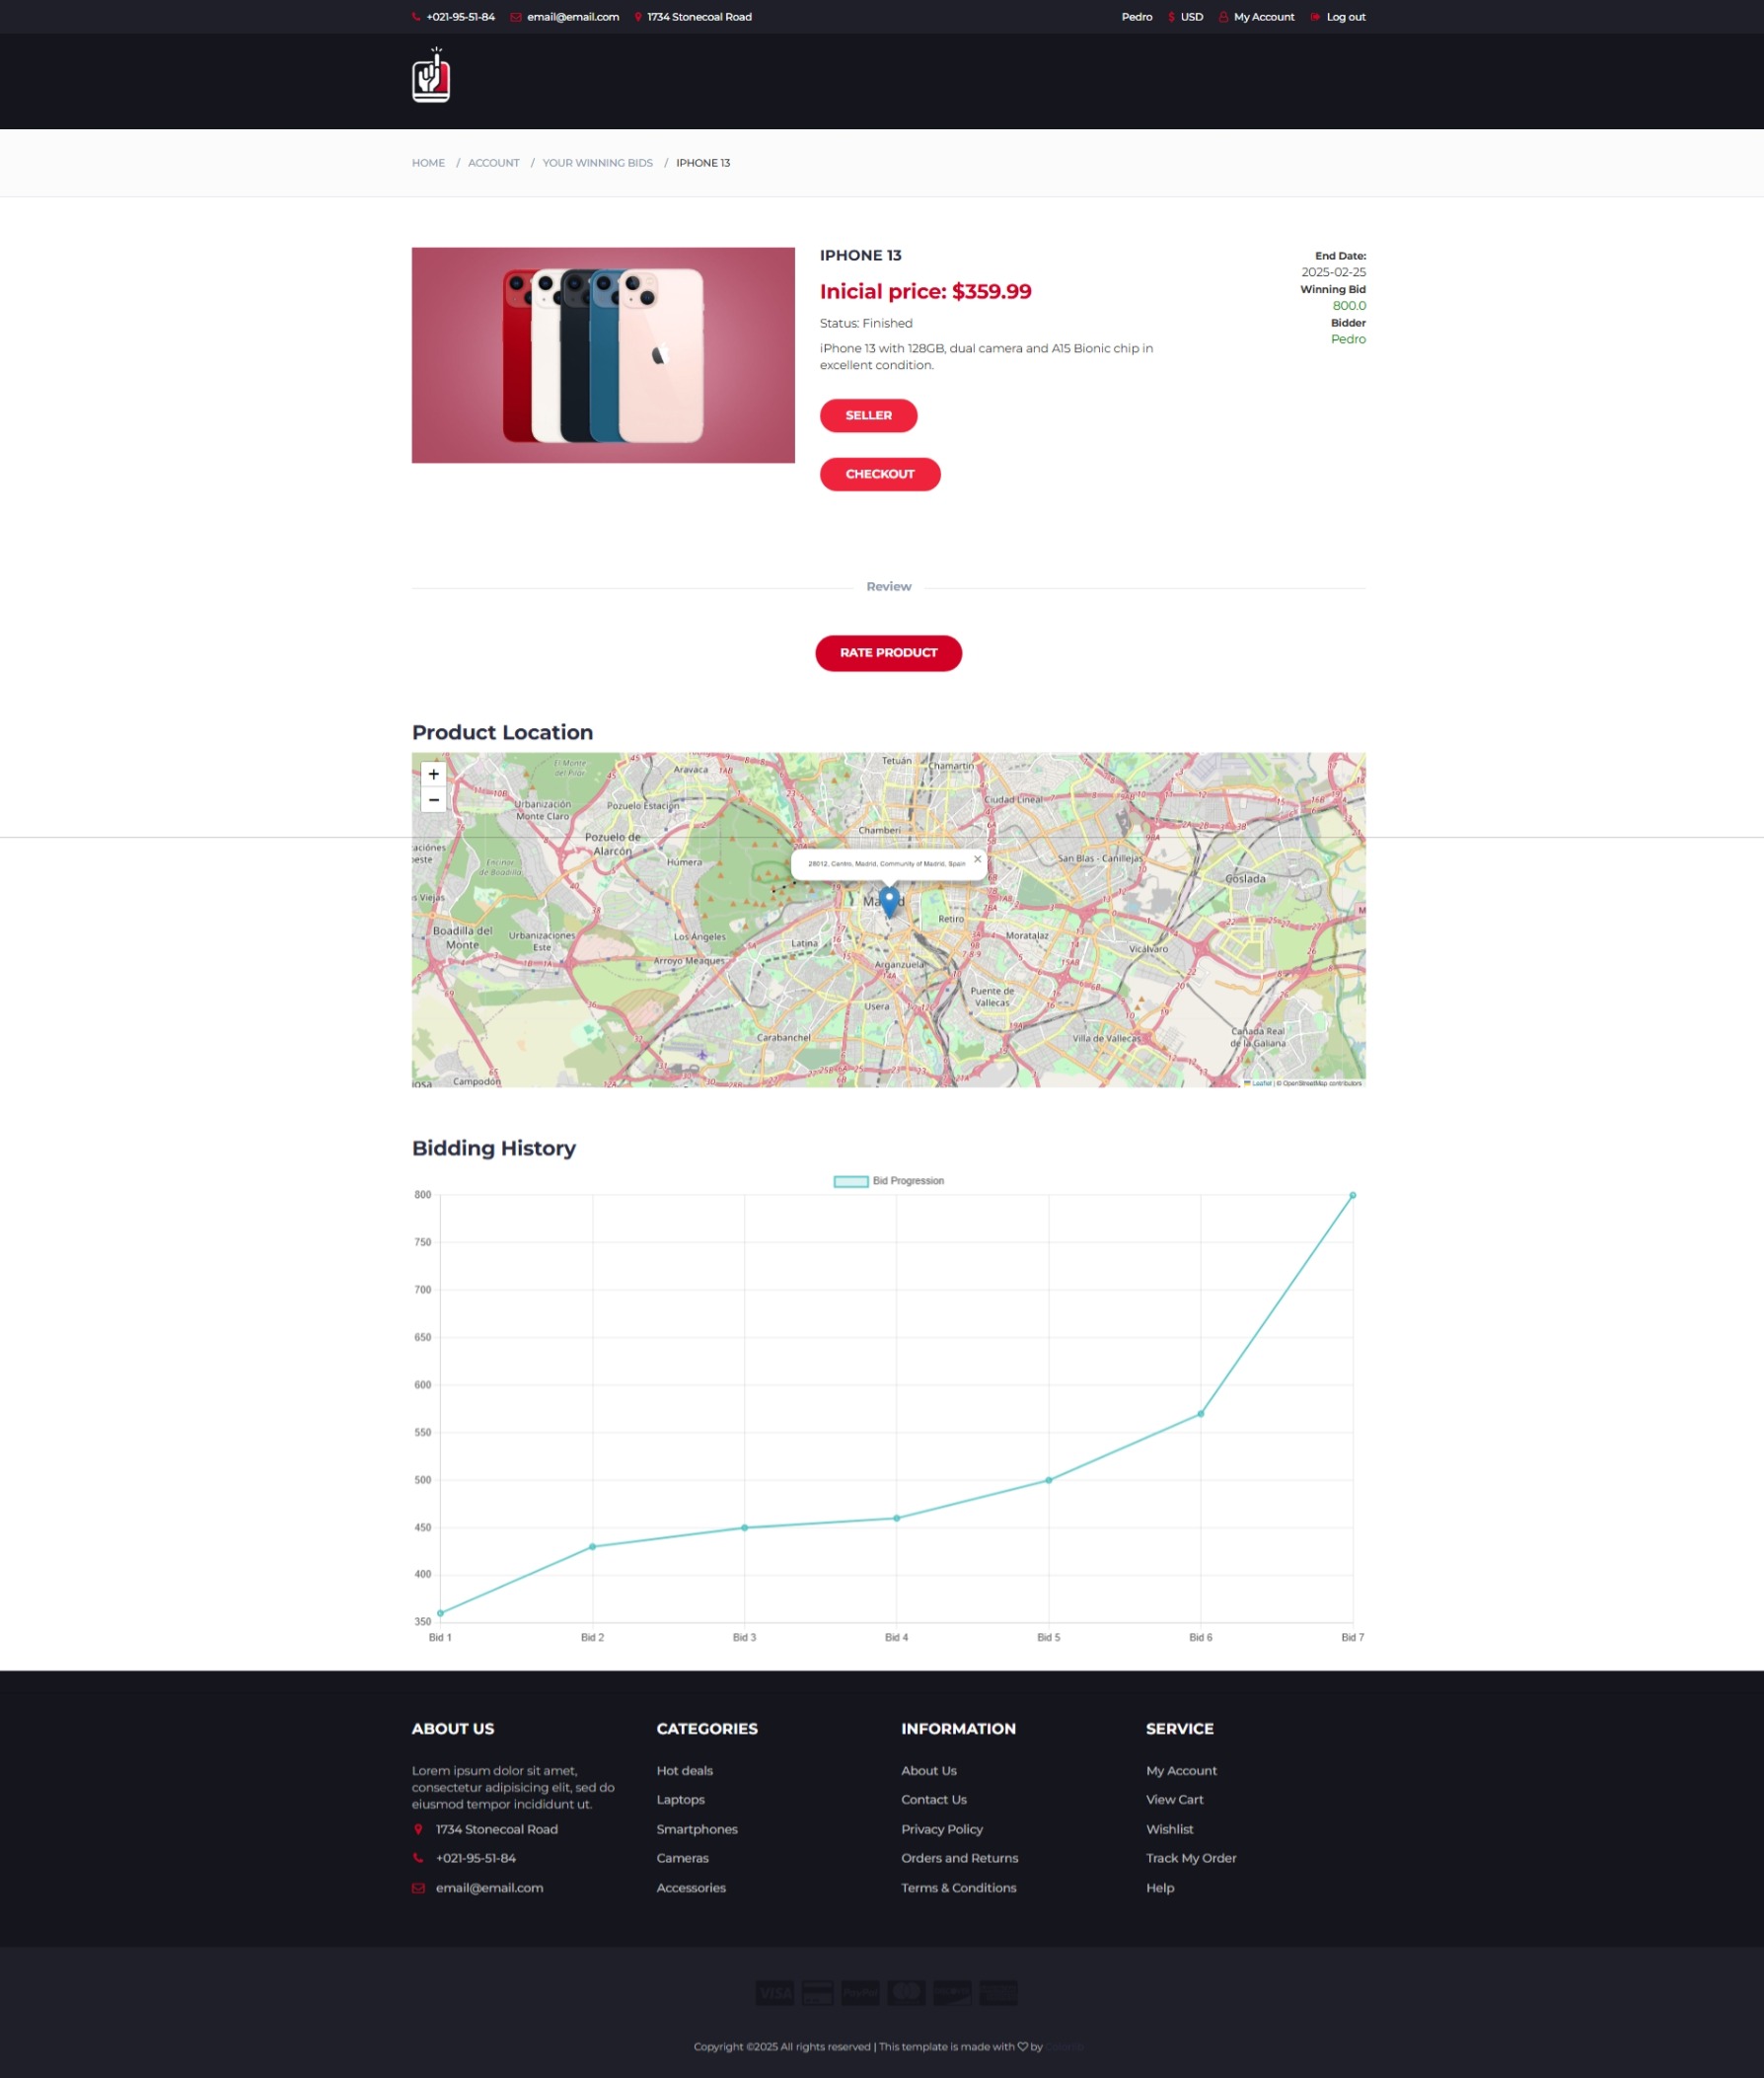 +021-95-51-84 email@email.com 1734 Stonecoal Road Pedro $ USD My Account Log out
HOME / ACCOUNT / YOUR WINNING BIDS / IPHONE 13
IPHONE 13
Inicial price: $359.99
Status: Finished
iPhone 13 with 128GB, dual camera and A15 Bionic chip in
excellent condition.
SELLER
CHECKOUT
End Date:
2025-02-25
Winning Bid
800.0
Bidder
Pedro
Review
RATE PRODUCT
Product Location
+
−
El Monte
del Pilar
Aravaca
Tetuán
Chamartín
Urbanización
Monte Claro
Pozuelo Estación
Ciudad Lineal
Pozuelo de
Alarcón
Chamberí
Húmera
Encinar
de Boadilla
San Blas - Canillejas
Coslada
28012, Centro, Madrid, Community of Madrid, Spain ×
Retiro
Boadilla del
Monte
Urbanizaciones
Este
Los Ángeles
Latina
Moratalaz
Vicálvaro
Arroyo Meaques
Arganzuela
Puente de
Vallecas
Usera
Carabanchel
Villa de Vallecas
Cañada Real
de la Galiana
Campodón
Leaflet | © OpenStreetMap contributors
Bidding History
Bid Progression
800
750
700
650
600
550
500
450
400
350
Bid 1 Bid 2 Bid 3 Bid 4 Bid 5 Bid 6 Bid 7
ABOUT US
Lorem ipsum dolor sit amet,
consectetur adipisicing elit, sed do
eiusmod tempor incididunt ut.
1734 Stonecoal Road
+021-95-51-84
email@email.com
CATEGORIES
Hot deals
Laptops
Smartphones
Cameras
Accessories
INFORMATION
About Us
Contact Us
Privacy Policy
Orders and Returns
Terms & Conditions
SERVICE
My Account
View Cart
Wishlist
Track My Order
Help
VISA PayPal
Copyright ©2025 All rights reserved | This template is made with ♡ by